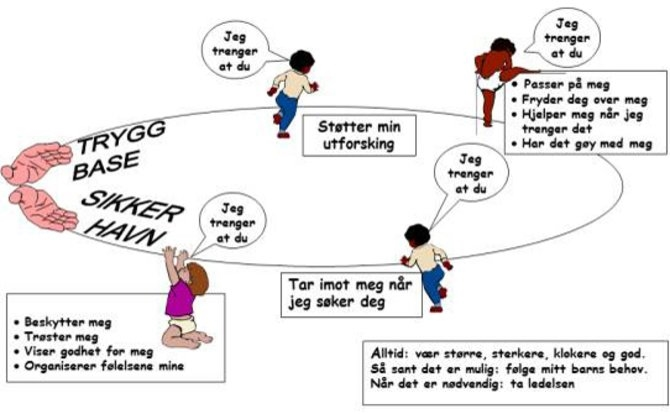 Jeg
trenger
at du
Jeg
trenger
at du
• Passer på meg
• Fryder deg over meg
• Hjelper meg når jeg
trenger det
• Har det gøy med meg
Støtter min
utforsking
TRYGG
BASE
SIKKER
HAVN
Jeg
trenger
at du
Jeg
trenger
at du
Tar imot meg når
jeg søker deg
• Beskytter meg
• Trøster meg
• Viser godhet for meg
• Organiserer følelsene mine
Alltid: vær større, sterkere, klokere og god.
Så sant det er mulig: følge mitt barns behov.
Når det er nødvendig: ta ledelsen